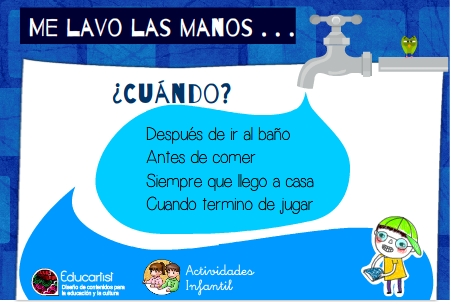 ME LAVO LAS MANOS . . .
¿CUÁNDO?
Después de ir al baño
Antes de comer
Siempre que llego a casa
Cuando termino de jugar
Educartist
Diseño de contenidos para
la educación y la cultura
Actividades
Infantil